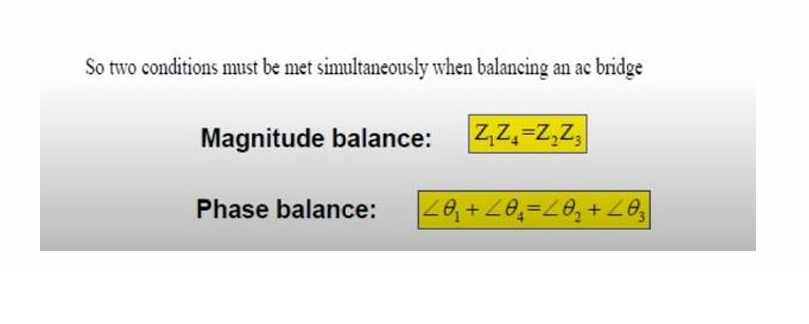 So two conditions must be met simultaneously when balancing an ac bridge
Magnitude balance: Z₁Z₄=Z₂Z₃
Phase balance: ∠θ₁ + ∠θ₄=∠θ₂ + ∠θ₃